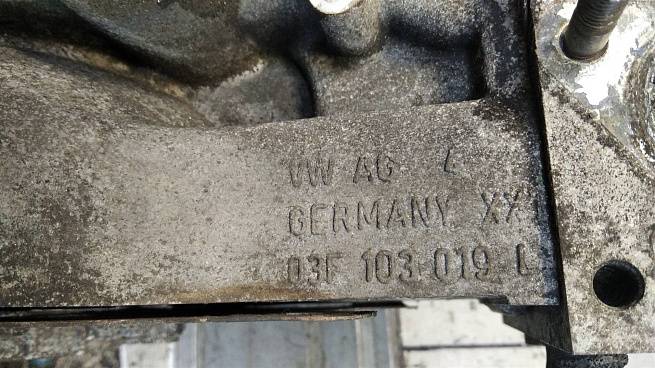 VW AG L
GERMANY XX
03F 103 019 L